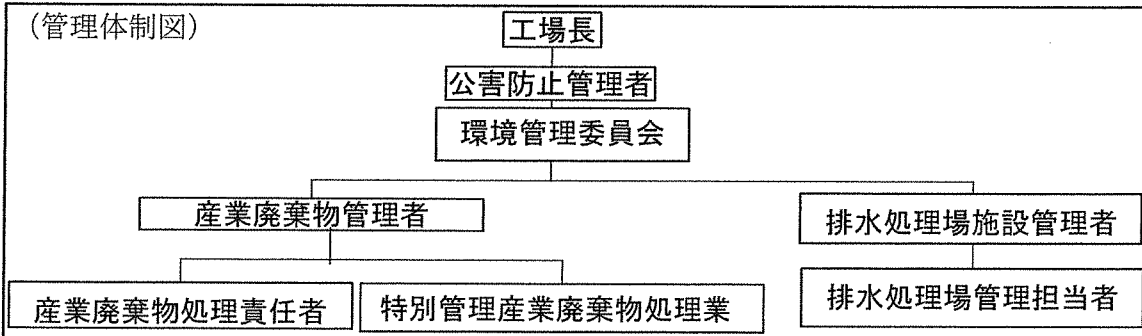 （管理体制図）
工場長
公害防止管理者
環境管理委員会
産業廃棄物管理者
排水処理場施設管理者
産業廃棄物処理責任者
特別管理産業廃棄物処理業
排水処理場管理担当者